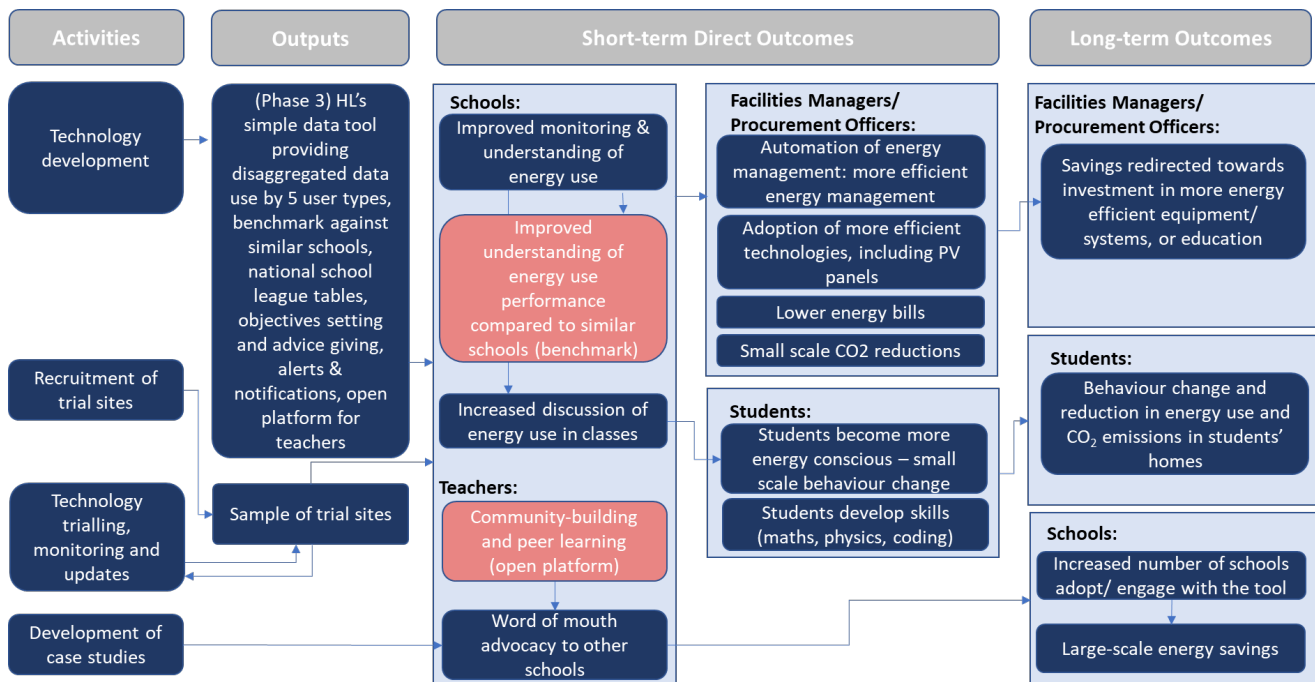 Activities
Outputs
Short-term Direct Outcomes
Long-term Outcomes
Technology
development
Recruitment of
trial sites
Technology
trialling,
monitoring and
updates
Development of
case studies
(Phase 3) HL's
simple data tool
providing
disaggregated data
use by 5 user types,
benchmark against
similar schools,
national school
league tables,
objectives setting
and advice giving,
alerts &
notifications, open
platform for
teachers
Sample of trial sites
Schools:
Improved monitoring &
understanding of
energy use
Improved
understanding of
energy use
performance
compared to similar
schools (benchmark)
Increased discussion of
energy use in classes
Teachers:
Community-building
and peer learning
(open platform)
Word of mouth
advocacy to other
schools
Facilities Managers/
Procurement Officers:
Automation of energy
management: more efficient
energy management
Adoption of more efficient
technologies, including PV
panels
Lower energy bills
Small scale CO2 reductions
Students:
Students become more
energy conscious – small
scale behaviour change
Students develop skills
(maths, physics, coding)
Facilities Managers/
Procurement Officers:
Savings redirected towards
investment in more energy
efficient equipment/
systems, or education
Students:
Behaviour change and
reduction in energy use and
CO₂ emissions in students'
homes
Schools:
Increased number of schools
adopt/ engage with the tool
Large-scale energy savings